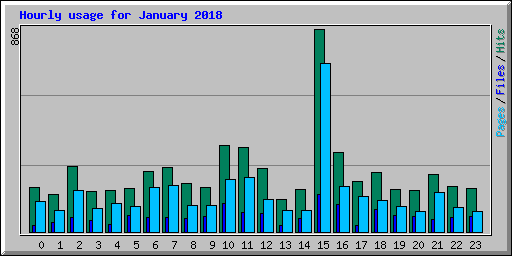 Hourly usage for January 2018
868
Pages/Files/Hits
0 1 2 3 4 5 6 7 8 9 10 11 12 13 14 15 16 17 18 19 20 21 22 23